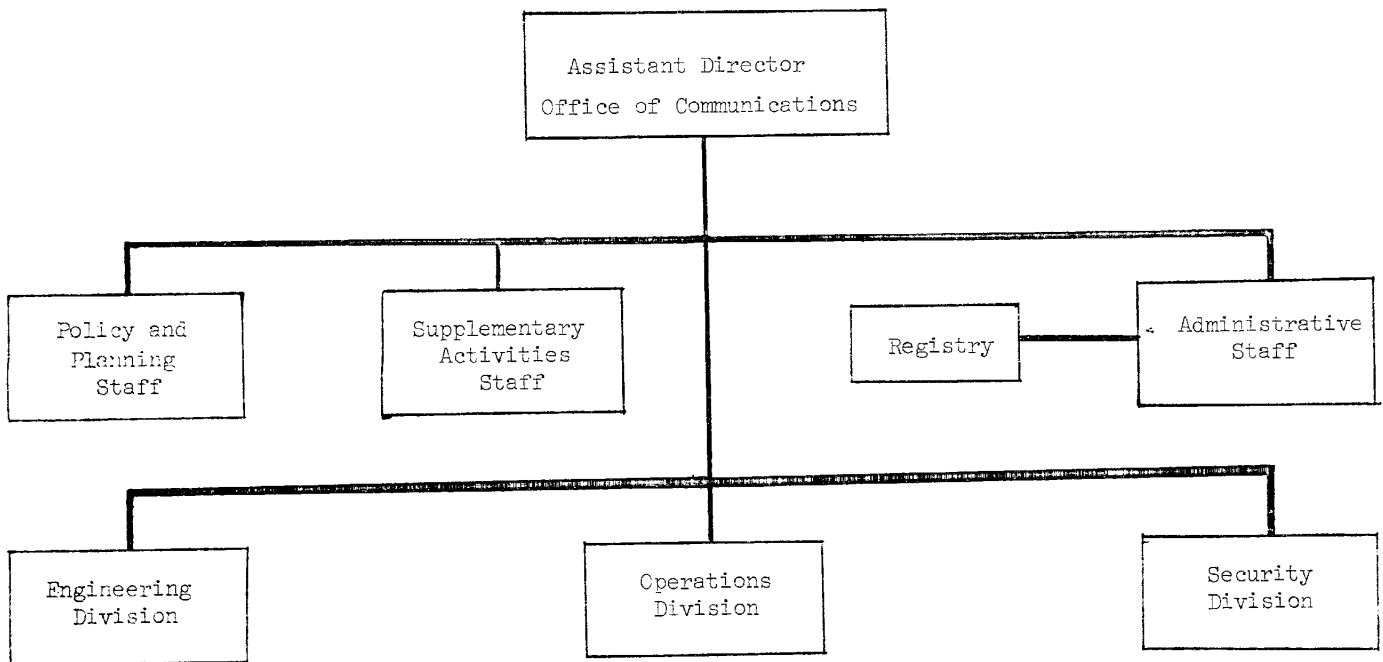 Assistant Director
Office of Communications
Policy and
Planning
Staff
Supplementary
Activities
Staff
Registry
Administrative
Staff
Engineering
Division
Operations
Division
Security
Division